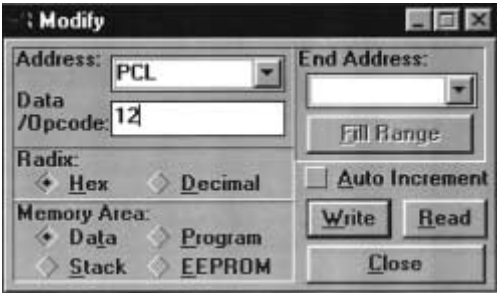 Modify
Address: PCL
Data
/Opcode: 12
End Address:
Fill Range
Radix:
Hex Decimal
Auto Increment
Memory Area:
Data Program
Stack EEPROM
Write Read
Close